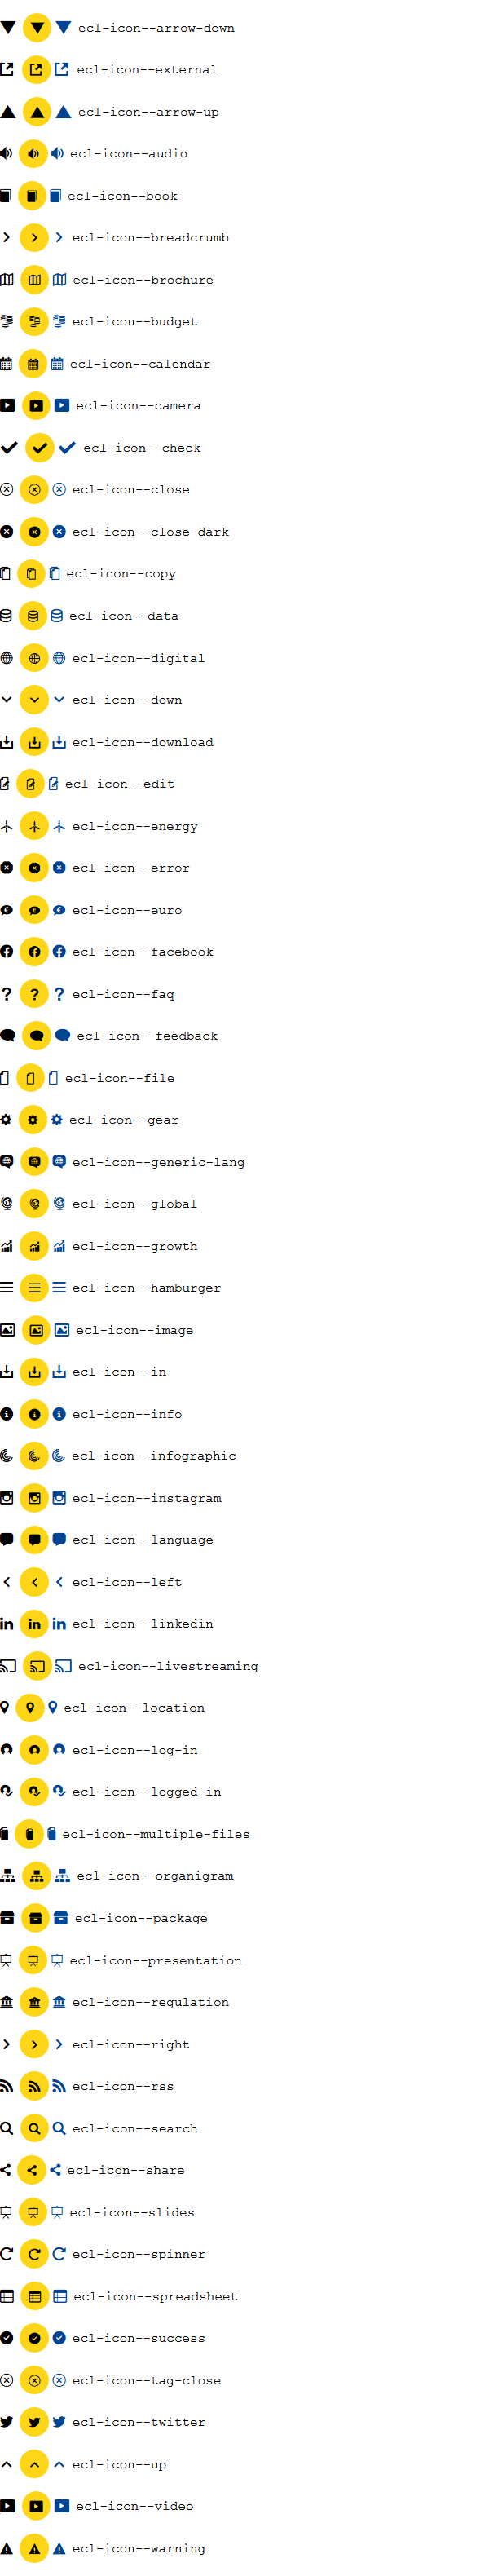 ecl-icon--arrow-down
ecl-icon--external
ecl-icon--arrow-up
ecl-icon--audio
ecl-icon--book
ecl-icon--breadcrumb
ecl-icon--brochure
ecl-icon--budget
ecl-icon--calendar
ecl-icon--camera
ecl-icon--check
ecl-icon--close
ecl-icon--close-dark
ecl-icon--copy
ecl-icon--data
ecl-icon--digital
ecl-icon--down
ecl-icon--download
ecl-icon--edit
ecl-icon--energy
ecl-icon--error
ecl-icon--euro
ecl-icon--facebook
ecl-icon--faq
ecl-icon--feedback
ecl-icon--file
ecl-icon--gear
ecl-icon--generic-lang
ecl-icon--global
ecl-icon--growth
ecl-icon--hamburger
ecl-icon--image
ecl-icon--in
ecl-icon--info
ecl-icon--infographic
ecl-icon--instagram
ecl-icon--language
ecl-icon--left
ecl-icon--linkedin
ecl-icon--livestreaming
ecl-icon--location
ecl-icon--log-in
ecl-icon--logged-in
ecl-icon--multiple-files
ecl-icon--organigram
ecl-icon--package
ecl-icon--presentation
ecl-icon--regulation
ecl-icon--right
ecl-icon--rss
ecl-icon--search
ecl-icon--share
ecl-icon--slides
ecl-icon--spinner
ecl-icon--spreadsheet
ecl-icon--success
ecl-icon--tag-close
ecl-icon--twitter
ecl-icon--up
ecl-icon--video
ecl-icon--warning